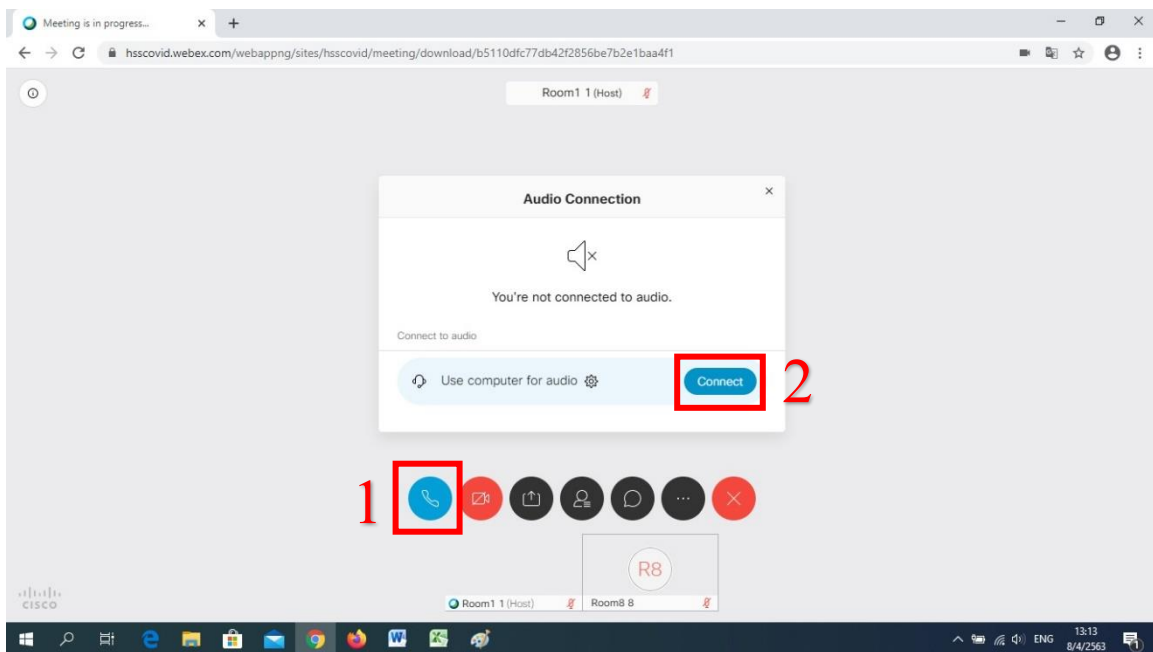 Meeting is in progress...
hsscovid.webex.com/webappng/sites/hsscovid/meeting/download/b5110dfc77db42f2856be7b2e1baa4f1
Room1 1 (Host)
Audio Connection
You're not connected to audio.
Connect to audio
Use computer for audio
Connect
2
1
R8
Room1 1 (Host)
Room8 8
CISCO
ENG
13:13
8/4/2563